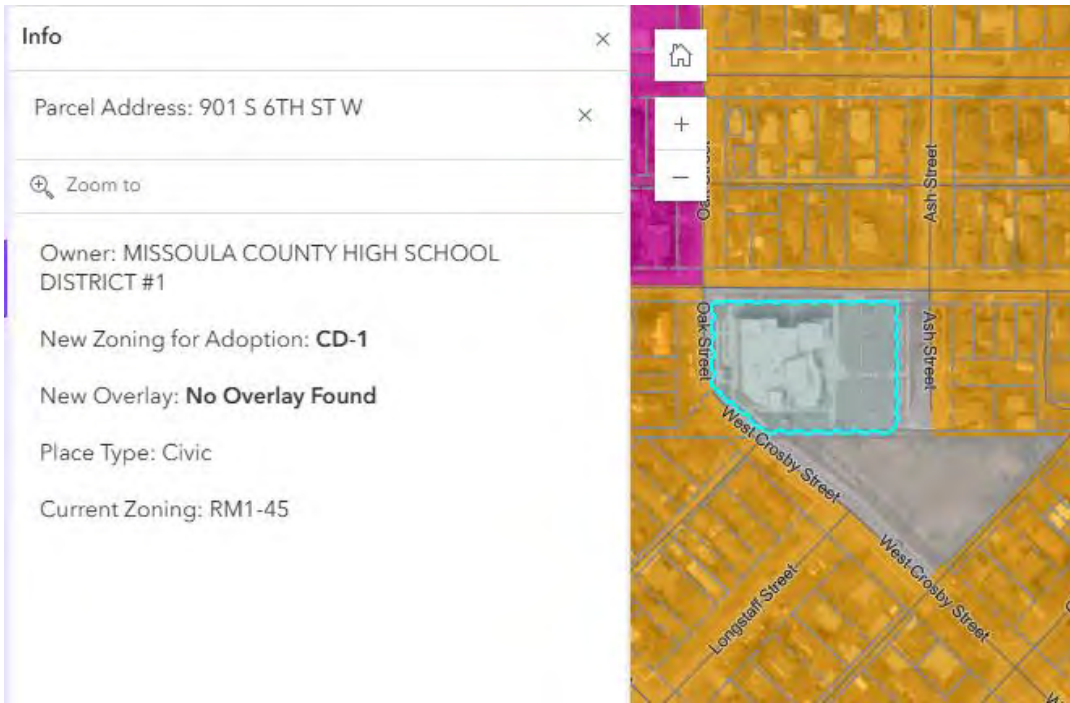 Info
Parcel Address: 901 S 6TH ST W
Zoom to
Owner: MISSOULA COUNTY HIGH SCHOOL
DISTRICT #1
New Zoning for Adoption: CD-1
New Overlay: No Overlay Found
Place Type: Civic
Current Zoning: RM1-45
Ash Street
Oak Street
Ash Street
West Crosby Street
West Crosby Street
Longstaff Street